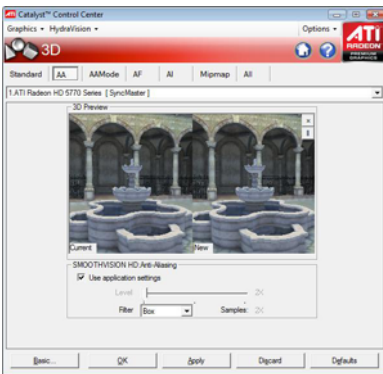 ATI Catalyst™ Control Center
Graphics HydraVision Options
3D
ATI
RADEON
PREMIUM
GRAPHICS
Standard AA AAMode AF AI Mipmap All
1.ATI Radeon HD 5770 Series [ SyncMaster ]
3D Preview
Current New
SMOOTHVISION HD:Anti-Aliasing
Use application settings
Level 2X
Filter Box Samples: 2X
Basic... OK Apply Discard Defaults